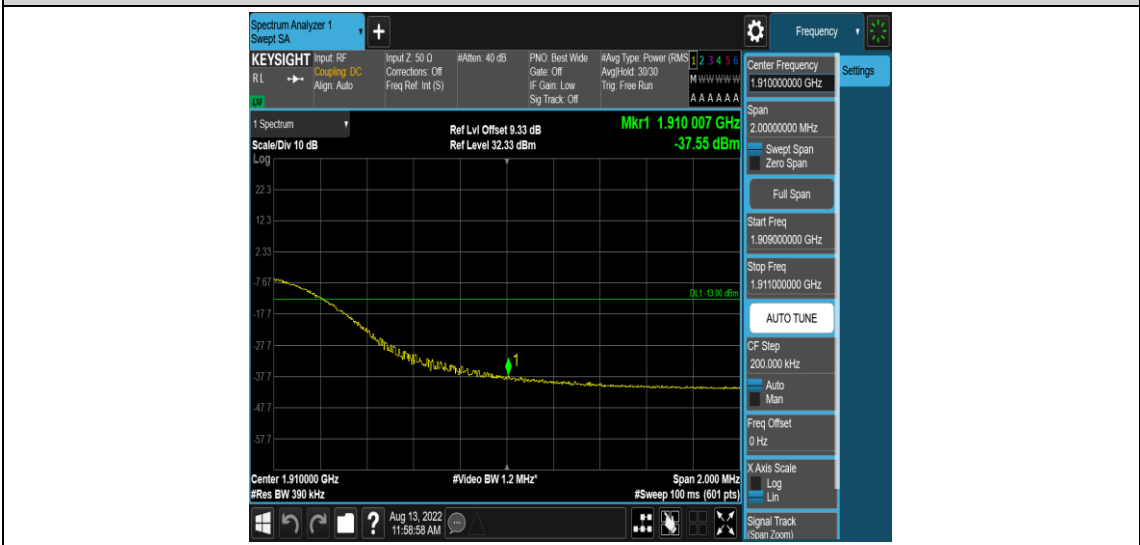 Spectrum Analyzer 1
Swept SA
Frequency
KEYSIGHT
Input: RF
Coupling: DC
Align: Auto
Input Z: 50 Ω
Corrections: Off
Freq Ref: Int (S)
#Atten: 40 dB
PNO: Best Wide
Gate: Off
IF Gain: Low
Sig Track: Off
#Avg Type: Power (RMS
Avg|Hold: 30/30
Trig: Free Run
1 2 3 4 5 6
M W W W W W
A A A A A A
RL
1 Spectrum
Scale/Div 10 dB
Log
Ref Lvl Offset 9.33 dB
Ref Level 32.33 dBm
Mkr1 1.910 007 GHz
-37.55 dBm
22.3
12.3
2.33
-7.67
DL1 -13.00 dBm
-17.7
-27.7
1
-37.7
-47.7
-57.7
Center 1.910000 GHz
#Res BW 390 kHz
#Video BW 1.2 MHz*
Span 2.000 MHz
#Sweep 100 ms (601 pts)
Aug 13, 2022
11:58:58 AM
?
Center Frequency
1.910000000 GHz
Settings
Span
2.00000000 MHz
Swept Span
Zero Span
Full Span
Start Freq
1.909000000 GHz
Stop Freq
1.911000000 GHz
AUTO TUNE
CF Step
200.000 kHz
Auto
Man
Freq Offset
0 Hz
X Axis Scale
Log
Lin
Signal Track
(Span Zoom)